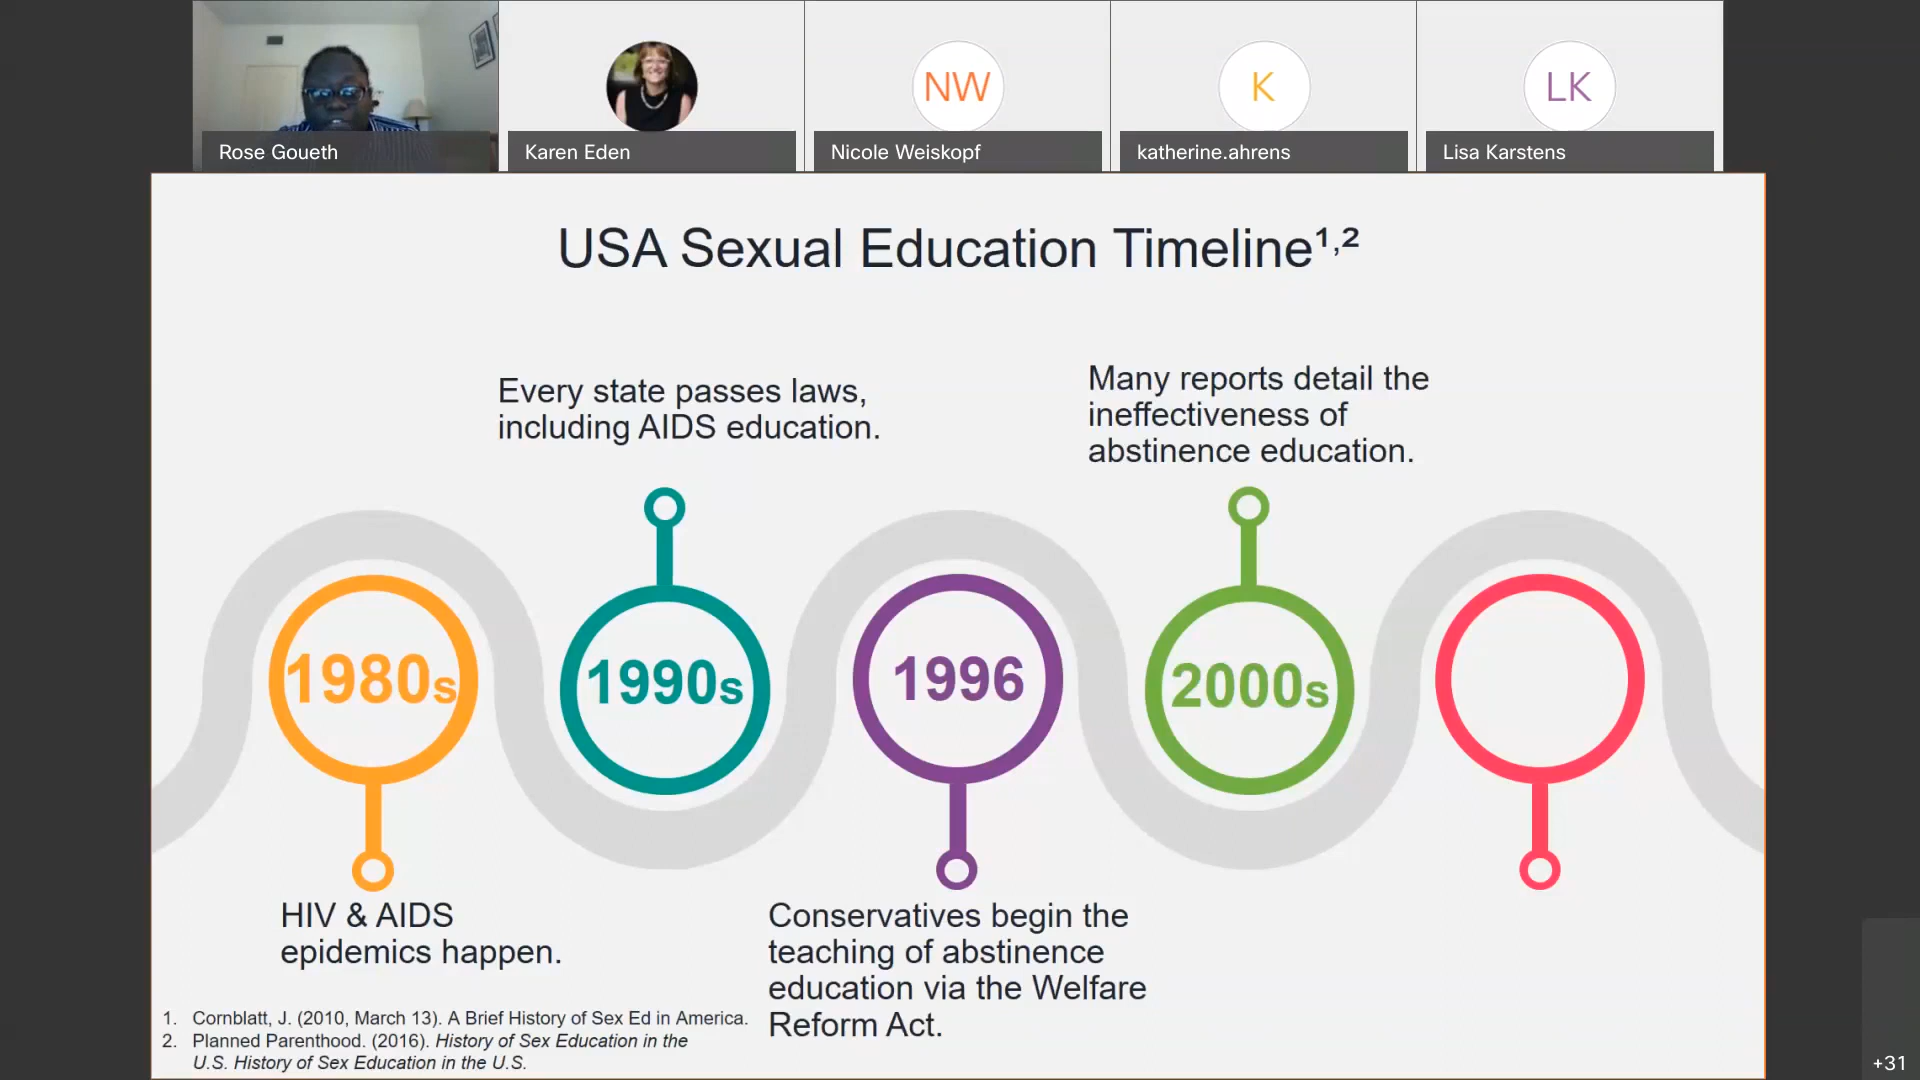 NW
K
LK
Rose Goueth
Karen Eden
Nicole Weiskopf
katherine.ahrens
Lisa Karstens
USA Sexual Education Timeline¹,²
Every state passes laws,
including AIDS education.
Many reports detail the
ineffectiveness of
abstinence education.
1980s
1990s
1996
2000s
HIV & AIDS
epidemics happen.
Conservatives begin the
teaching of abstinence
education via the Welfare
Reform Act.
1. Cornblatt, J. (2010, March 13). A Brief History of Sex Ed in America.
2. Planned Parenthood. (2016). History of Sex Education in the
U.S. History of Sex Education in the U.S.
+31